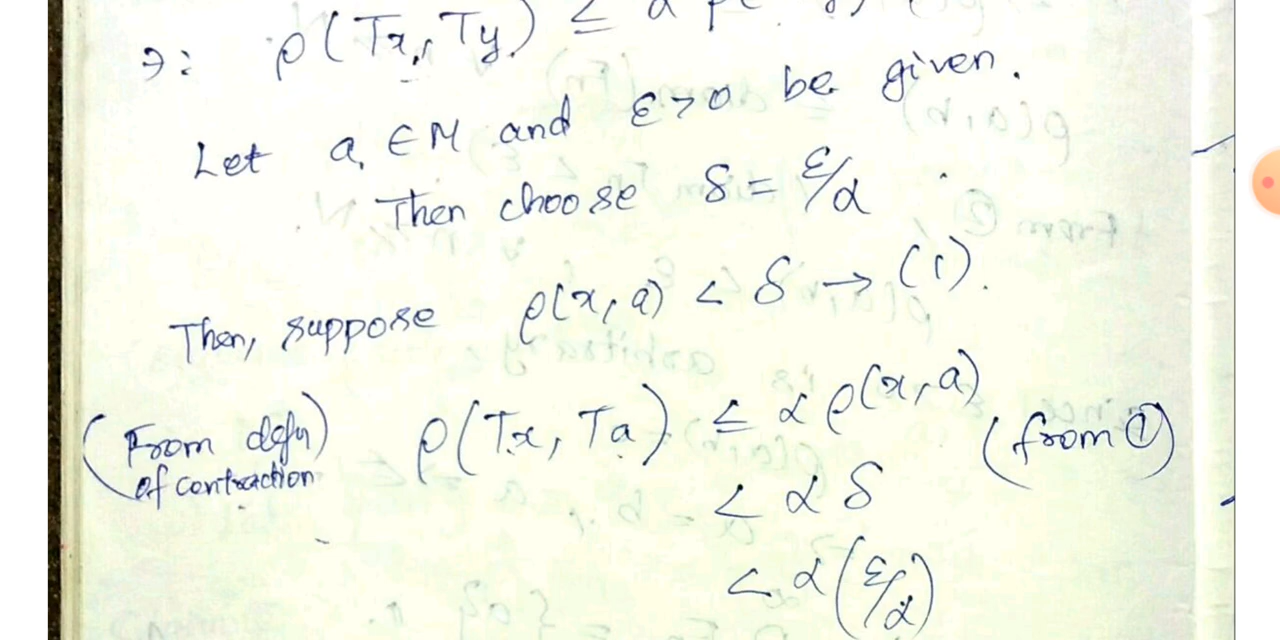 ∋: ρ(Tx, Ty) ≤ α ρ(
Let a ∈ M and ε>0 be given.
Then choose δ = ε/α
Then, suppose ρ(x, a) < δ → (1).
(From defn of contraction) ρ(Tx, Ta) ≤ α ρ(x, a)
< α δ (from ①)
< α(ε/α)